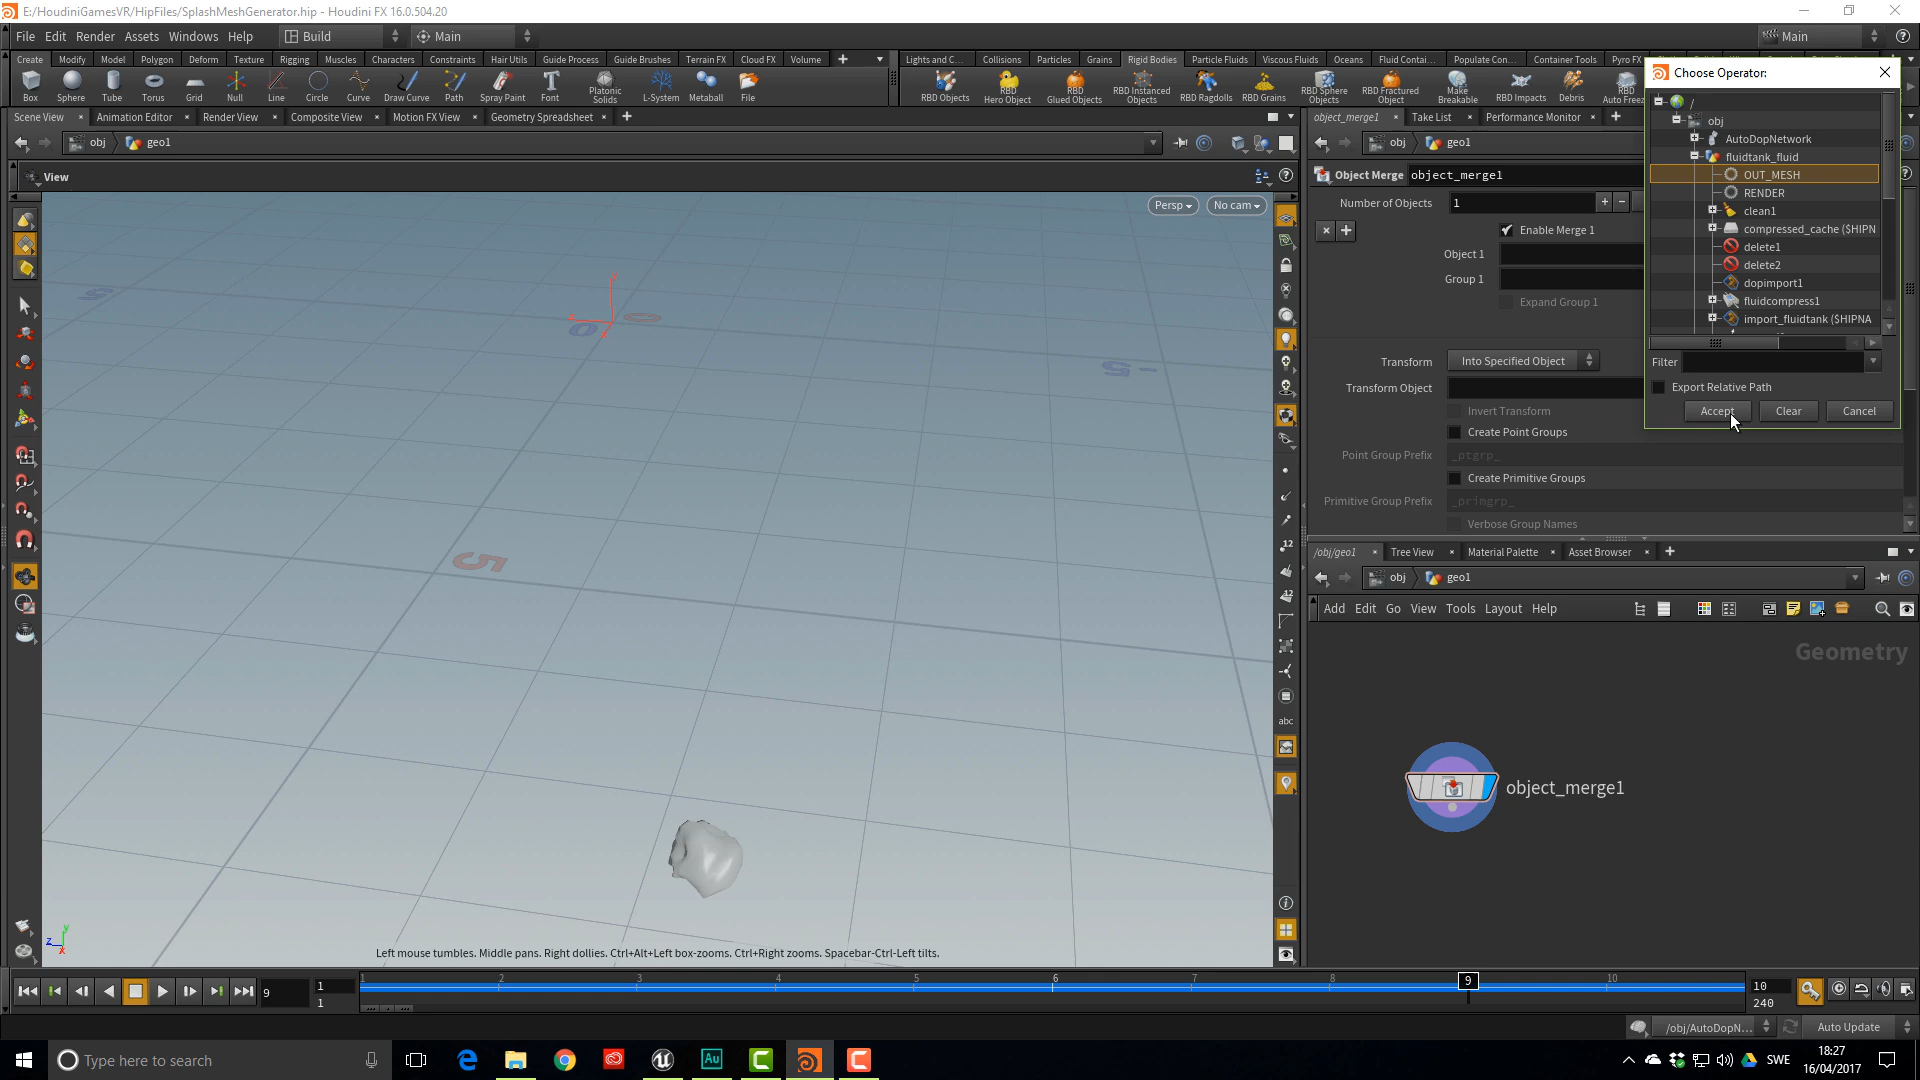 E:/HoudiniGamesVR/HipFiles/SplashMeshGenerator.hip - Houdini FX 16.0.504.20
File Edit Render Assets Windows Help Build Main Main
Create Modify Model Polygon Deform Texture Rigging Muscles Characters Constraints Hair Utils Guide Process Guide Brushes Terrain FX Cloud FX Volume
Lights and C... Collisions Particles Grains Rigid Bodies Particle Fluids Viscous Fluids Oceans Fluid Contai... Populate Con... Container Tools Pyro FX
Box Sphere Tube Torus Grid Null Line Circle Curve Draw Curve Path Spray Paint Font Platonic Solids L-System Metaball File
RBD Objects RBD Hero Object RBD Glued Objects RBD Instanced Objects RBD Ragdolls RBD Grains RBD Sphere Objects RBD Fractured Object Make Breakable RBD Impacts Debris RBD Auto Freez
Scene View Animation Editor Render View Composite View Motion FX View Geometry Spreadsheet
obj geo1
View
Persp No cam
object_merge1 Take List Performance Monitor
obj geo1
Object Merge object_merge1
Number of Objects 1
Enable Merge 1
Object 1
Group 1
Expand Group 1
Transform Into Specified Object
Transform Object
Invert Transform
Create Point Groups
Point Group Prefix _ptgrp_
Create Primitive Groups
Primitive Group Prefix _primgrp_
Verbose Group Names
Choose Operator:
/
obj
AutoDopNetwork
fluidtank_fluid
OUT_MESH
RENDER
clean1
compressed_cache ($HIPN
delete1
delete2
dopimport1
fluidcompress1
import_fluidtank ($HIPNA
Filter
Export Relative Path
Accept Clear Cancel
/obj/geo1 Tree View Material Palette Asset Browser
obj geo1
Add Edit Go View Tools Layout Help
Geometry
object_merge1
5
0
0
-5
5
12
12
abc
z y x
Left mouse tumbles. Middle pans. Right dollies. Ctrl+Alt+Left box-zooms. Ctrl+Right zooms. Spacebar-Ctrl-Left tilts.
9 1 1
1 2 3 4 5 6 7 8 9 10
10 240
/obj/AutoDopN... Auto Update
Type here to search
Au
SWE
18:27
16/04/2017